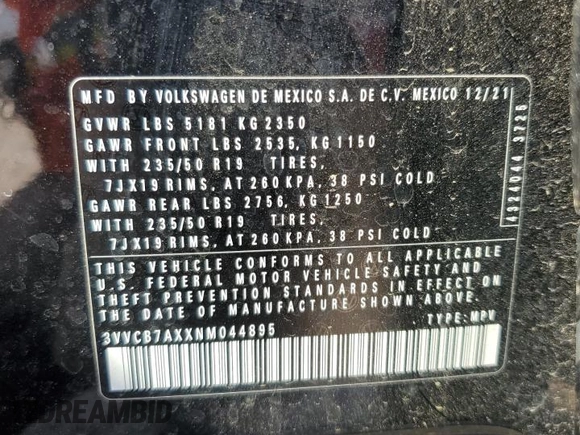 MFD BY VOLKSWAGEN DE MEXICO S.A. DE C.V. MEXICO 12/21
GVWR LBS 5181 KG 2350
GAWR FRONT LBS 2535, KG 1150
WITH 235/50 R19 TIRES,
7JX19 RIMS, AT 260 KPA, 38 PSI COLD
GAWR REAR LBS 2756, KG 1250
WITH 235/50 R19 TIRES,
7JX19 RIMS, AT 260 KPA, 38 PSI COLD
THIS VEHICLE CONFORMS TO ALL APPLICABLE
U.S. FEDERAL MOTOR VEHICLE SAFETY AND
THEFT PREVENTION STANDARDS IN EFFECT ON
THE DATE OF MANUFACTURE SHOWN ABOVE.
3VVCB7AXXNM044895 TYPE: MPV
4324044 3726
IDREAMBID